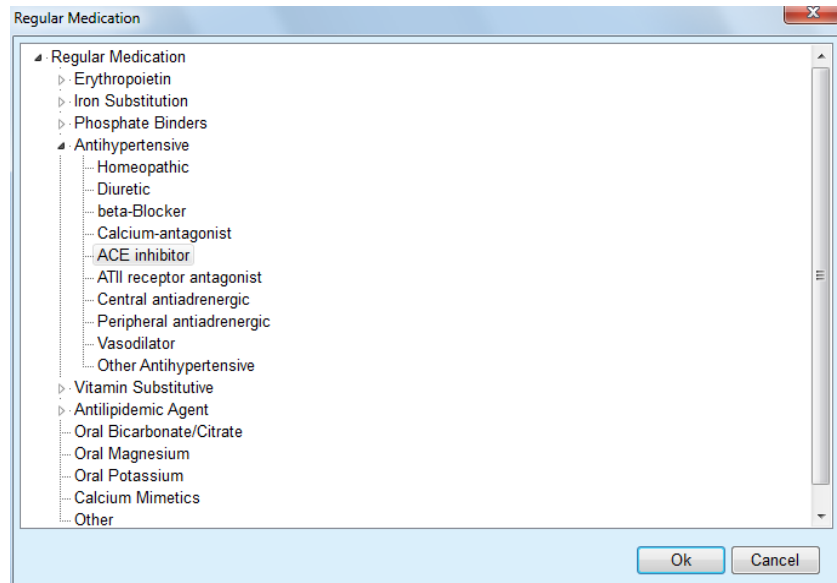 Regular Medication
Regular Medication
Erythropoietin
Iron Substitution
Phosphate Binders
Antihypertensive
Homeopathic
Diuretic
beta-Blocker
Calcium-antagonist
ACE inhibitor
ATII receptor antagonist
Central antiadrenergic
Peripheral antiadrenergic
Vasodilator
Other Antihypertensive
Vitamin Substitutive
Antilipidemic Agent
Oral Bicarbonate/Citrate
Oral Magnesium
Oral Potassium
Calcium Mimetics
Other
Ok Cancel